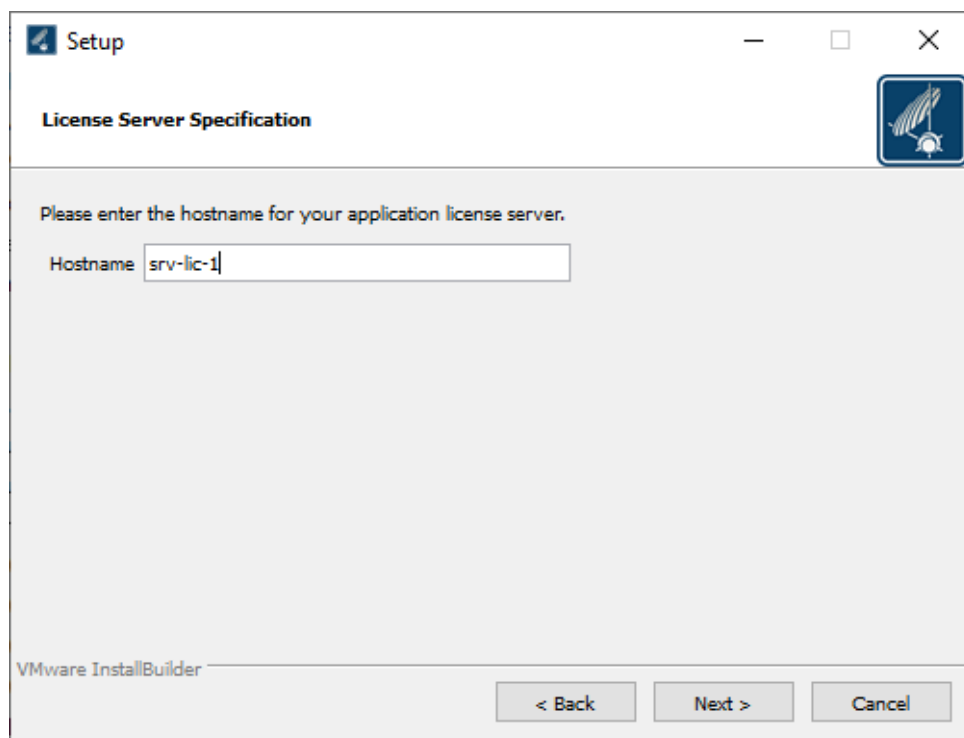 Setup
License Server Specification
Please enter the hostname for your application license server.
Hostname srv-lic-1
VMware InstallBuilder
< Back Next > Cancel